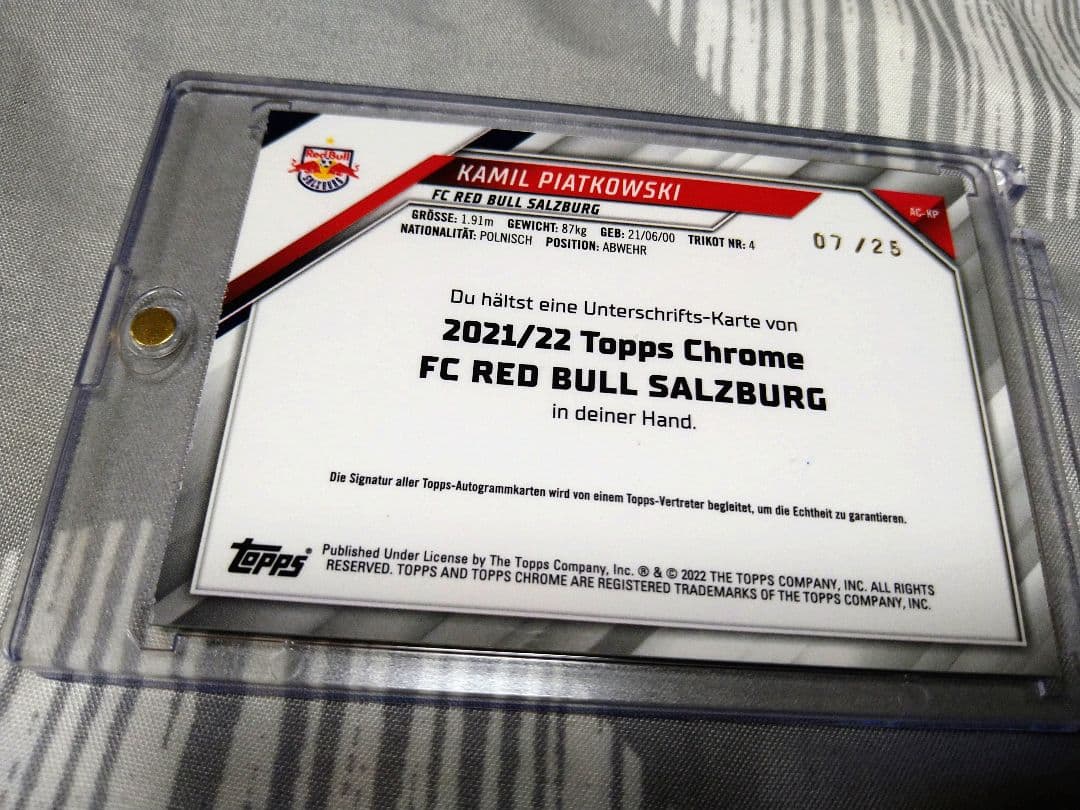 RedBull
SALZBURG
KAMIL PIATKOWSKI
FC RED BULL SALZBURG
AC-KP
GRÖSSE: 1.91m GEWICHT: 87kg GEB: 21/06/00 TRIKOT NR: 4
NATIONALITÄT: POLNISCH POSITION: ABWEHR
07/25
Du hältst eine Unterschrifts-Karte von
2021/22 Topps Chrome
FC RED BULL SALZBURG
in deiner Hand.
Die Signatur aller Topps-Autogrammkarten wird von einem Topps-Vertreter begleitet, um die Echtheit zu garantieren.
topps®
Published Under License by The Topps Company, Inc. ® & © 2022 THE TOPPS COMPANY, INC. ALL RIGHTS
RESERVED. TOPPS AND TOPPS CHROME ARE REGISTERED TRADEMARKS OF THE TOPPS COMPANY, INC.